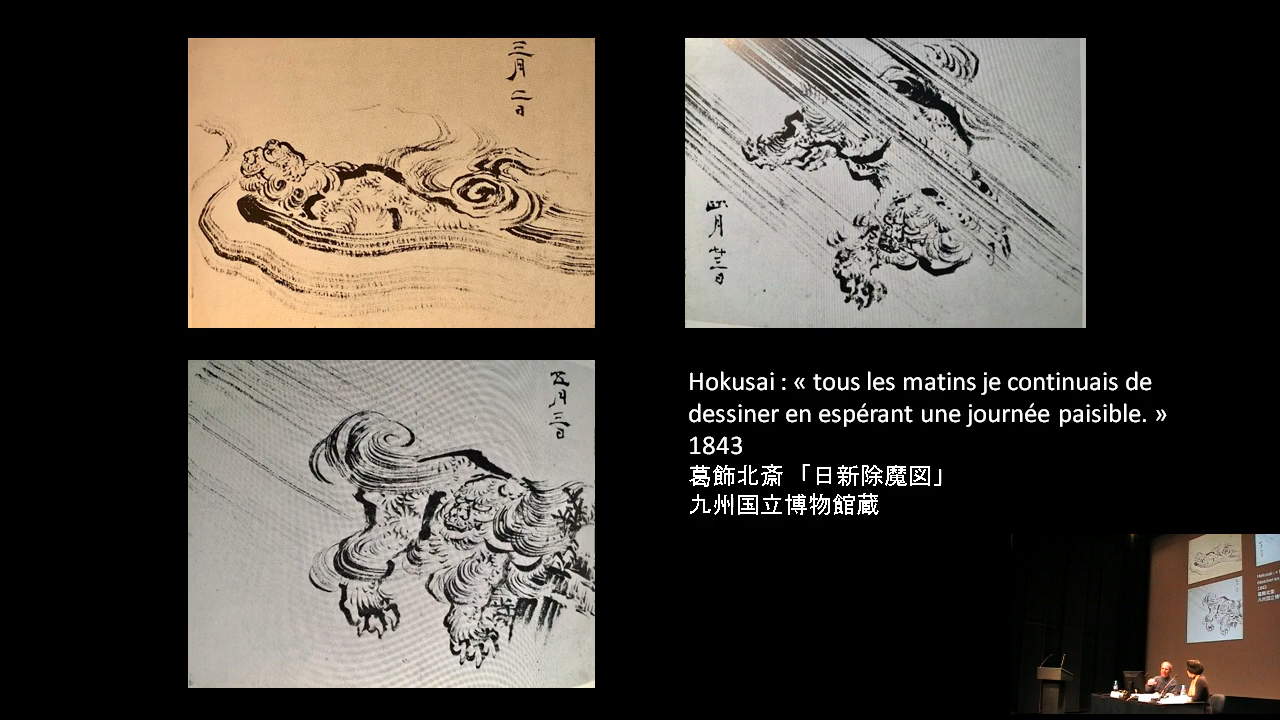 三月二日
月廿三日
五月三日
Hokusai : « tous les matins je continuais de
dessiner en espérant une journée paisible. »
1843
葛飾北斎 「日新除魔図」
九州国立博物館蔵